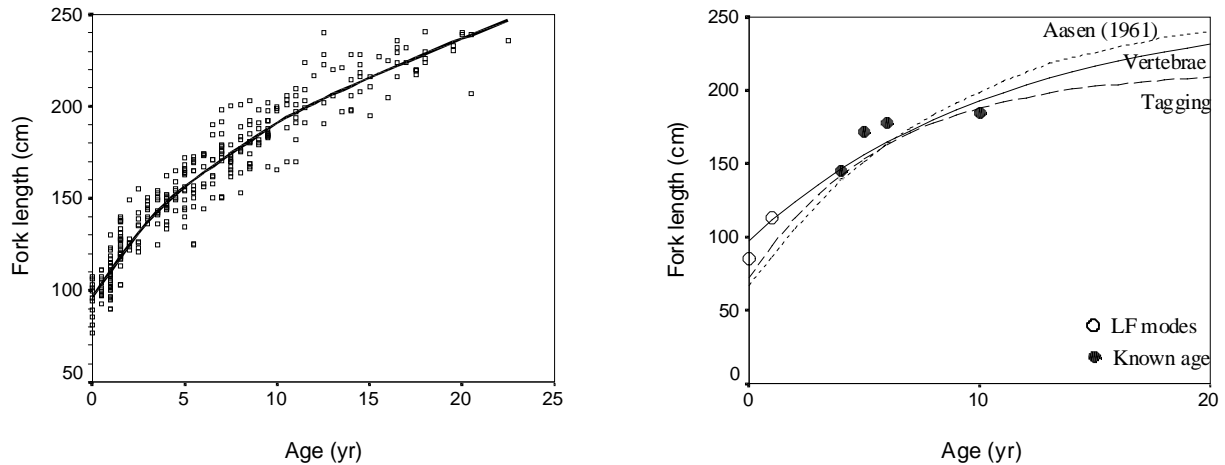 250
200
150
100
50
Fork length (cm)
0 5 10 15 20 25
Age (yr)
250
200
150
100
50
0
Fork length (cm)
Aasen (1961)
Vertebrae
Tagging
LF modes
Known age
0 10 20
Age (yr)